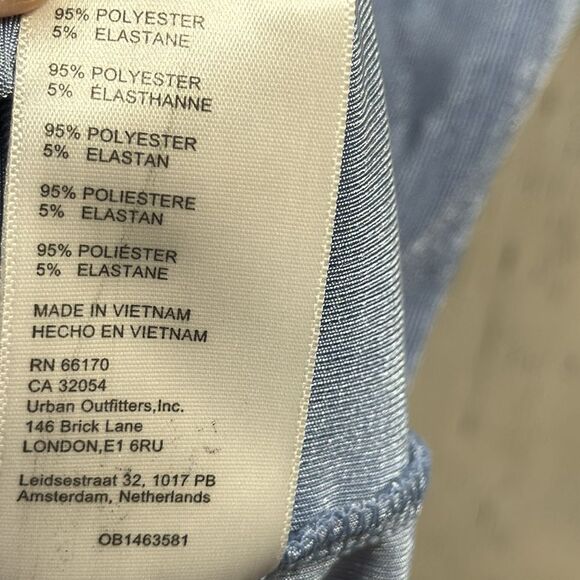 95% POLYESTER
5% ELASTANE
95% POLYESTER
5% ÉLASTHANNE
95% POLYESTER
5% ELASTAN
95% POLIESTERE
5% ELASTAN
95% POLIÉSTER
5% ELASTANE
MADE IN VIETNAM
HECHO EN VIETNAM
RN 66170
CA 32054
Urban Outfitters,Inc.
146 Brick Lane
LONDON,E1 6RU
Leidsestraat 32, 1017 PB
Amsterdam, Netherlands
OB1463581